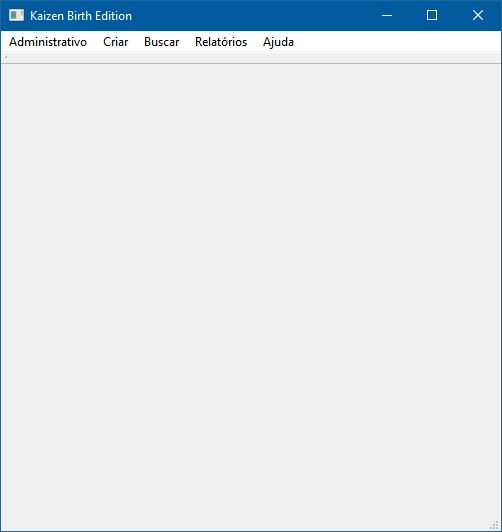 Kaizen Birth Edition
Administrativo Criar Buscar Relatórios Ajuda